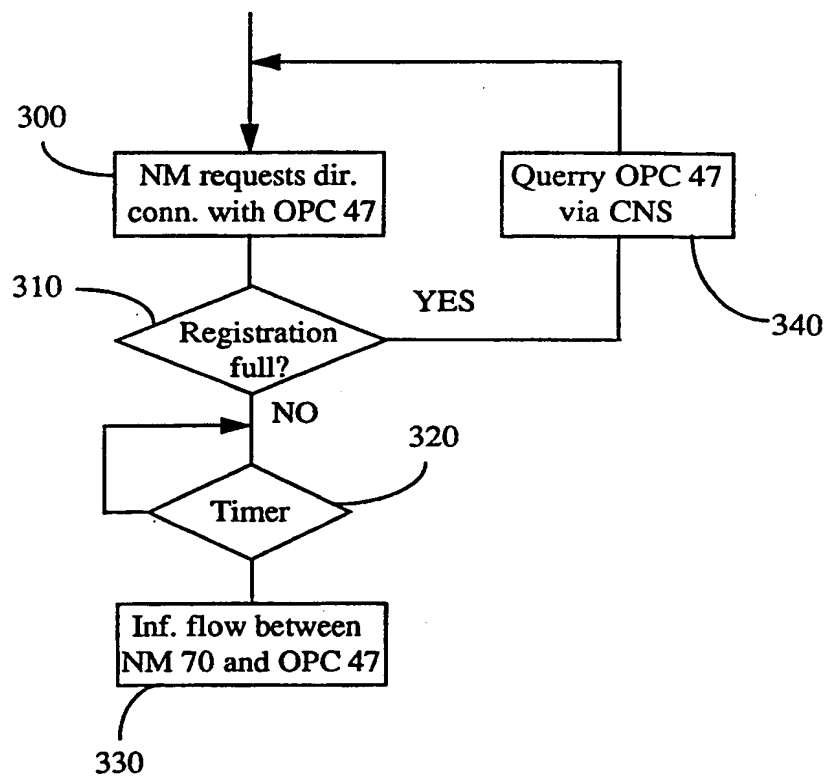 300
NM requests dir.
conn. with OPC 47
Querry OPC 47
via CNS
340
310
Registration
full?
YES
NO
320
Timer
Inf. flow between
NM 70 and OPC 47
330